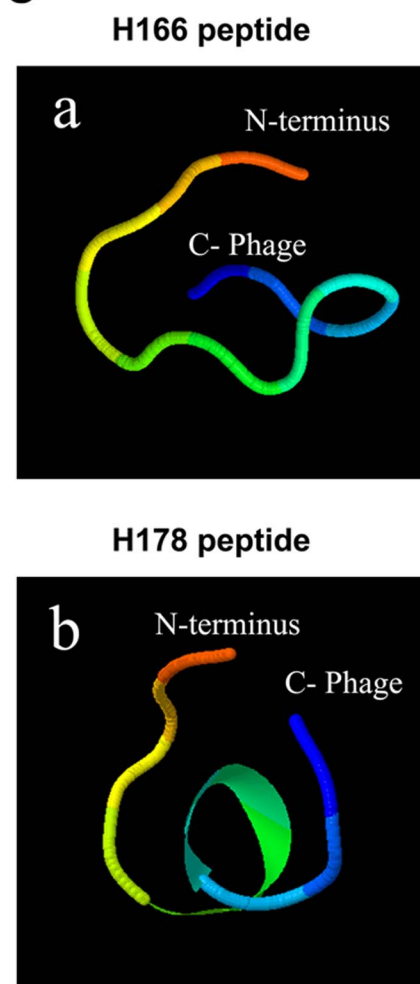 H166 peptide
a
N-terminus
C- Phage
H178 peptide
b
N-terminus
C- Phage